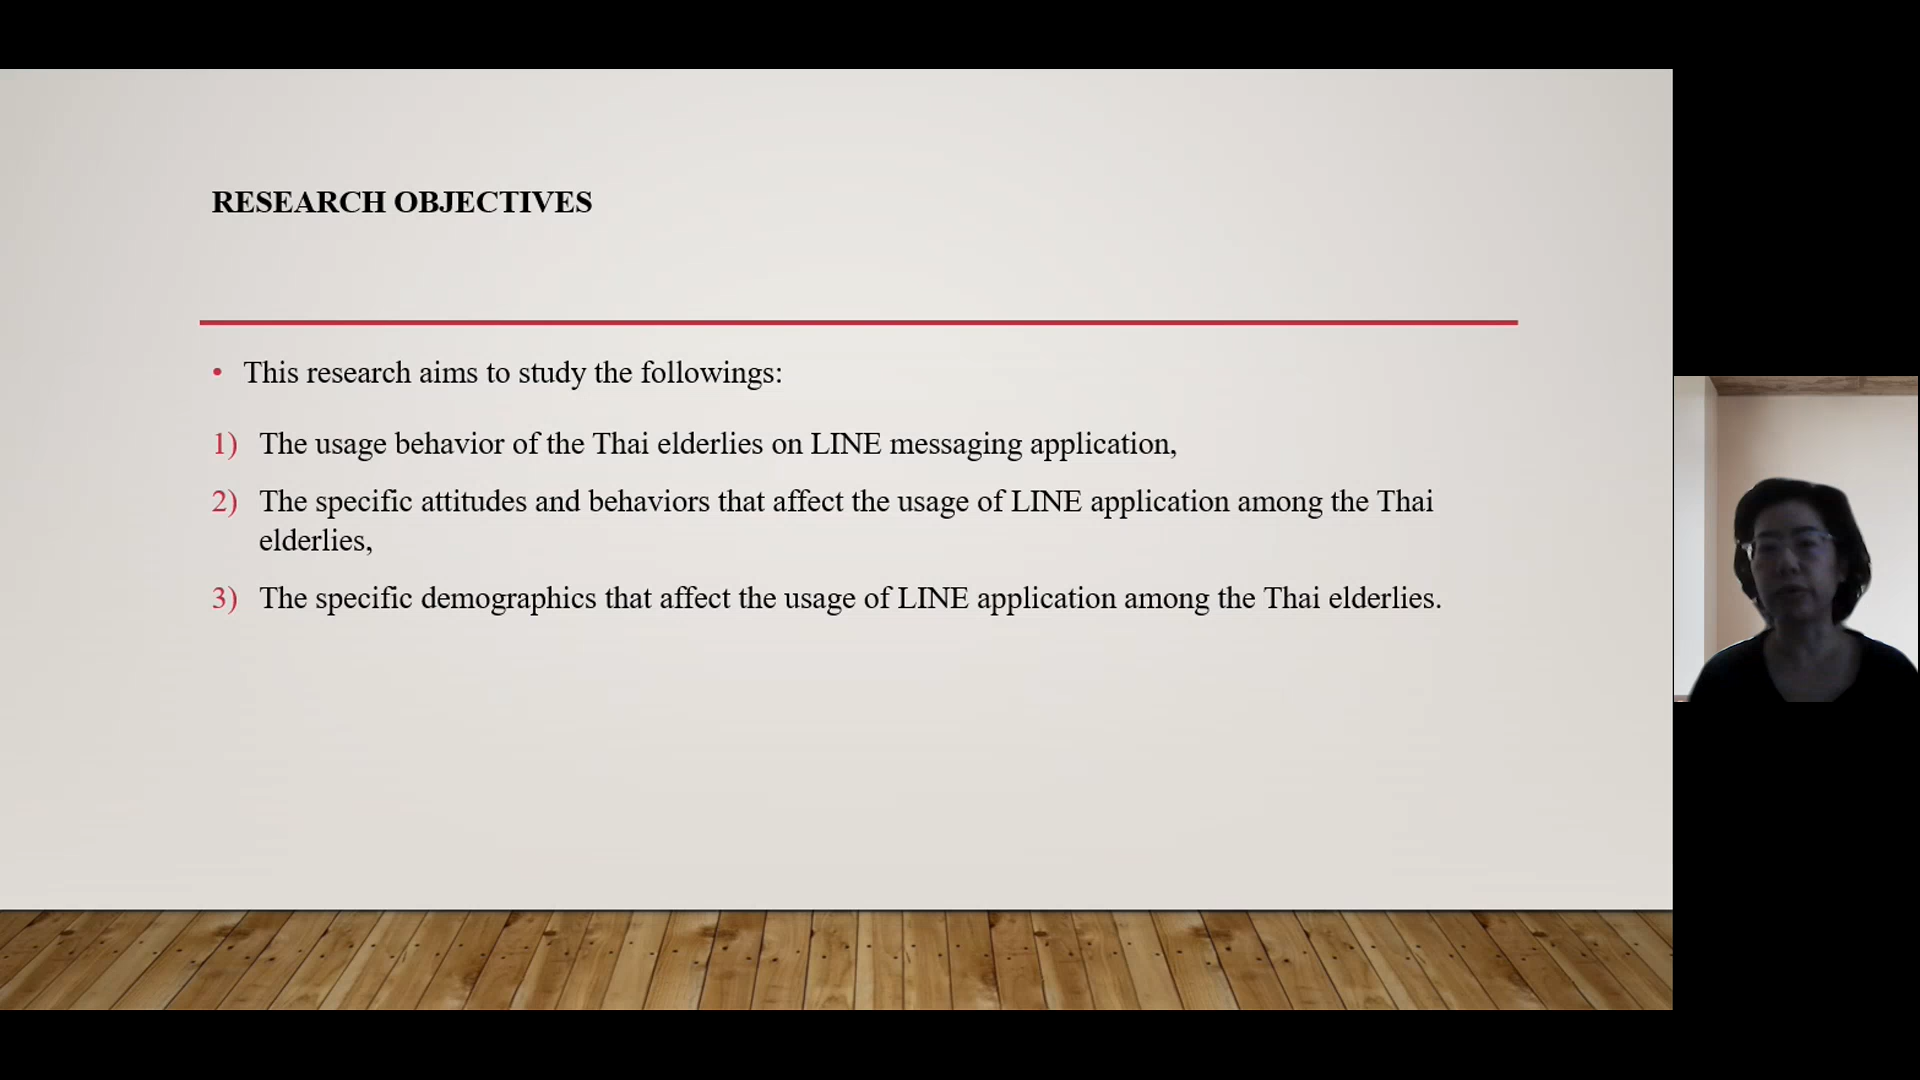 RESEARCH OBJECTIVES
• This research aims to study the followings:
1) The usage behavior of the Thai elderlies on LINE messaging application,
2) The specific attitudes and behaviors that affect the usage of LINE application among the Thai
elderlies,
3) The specific demographics that affect the usage of LINE application among the Thai elderlies.